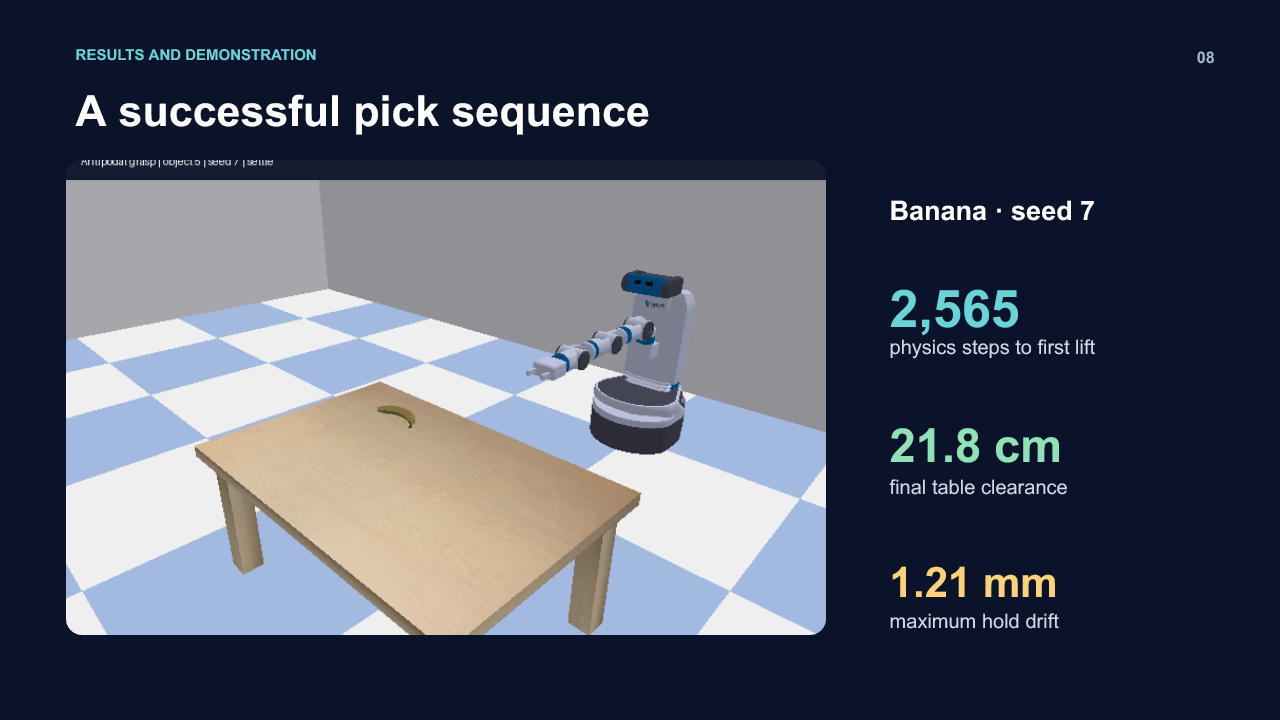 RESULTS AND DEMONSTRATION
08
A successful pick sequence
Antipodal grasp | object 5 | seed 7 | settle
Banana · seed 7
2,565
physics steps to first lift
21.8 cm
final table clearance
1.21 mm
maximum hold drift